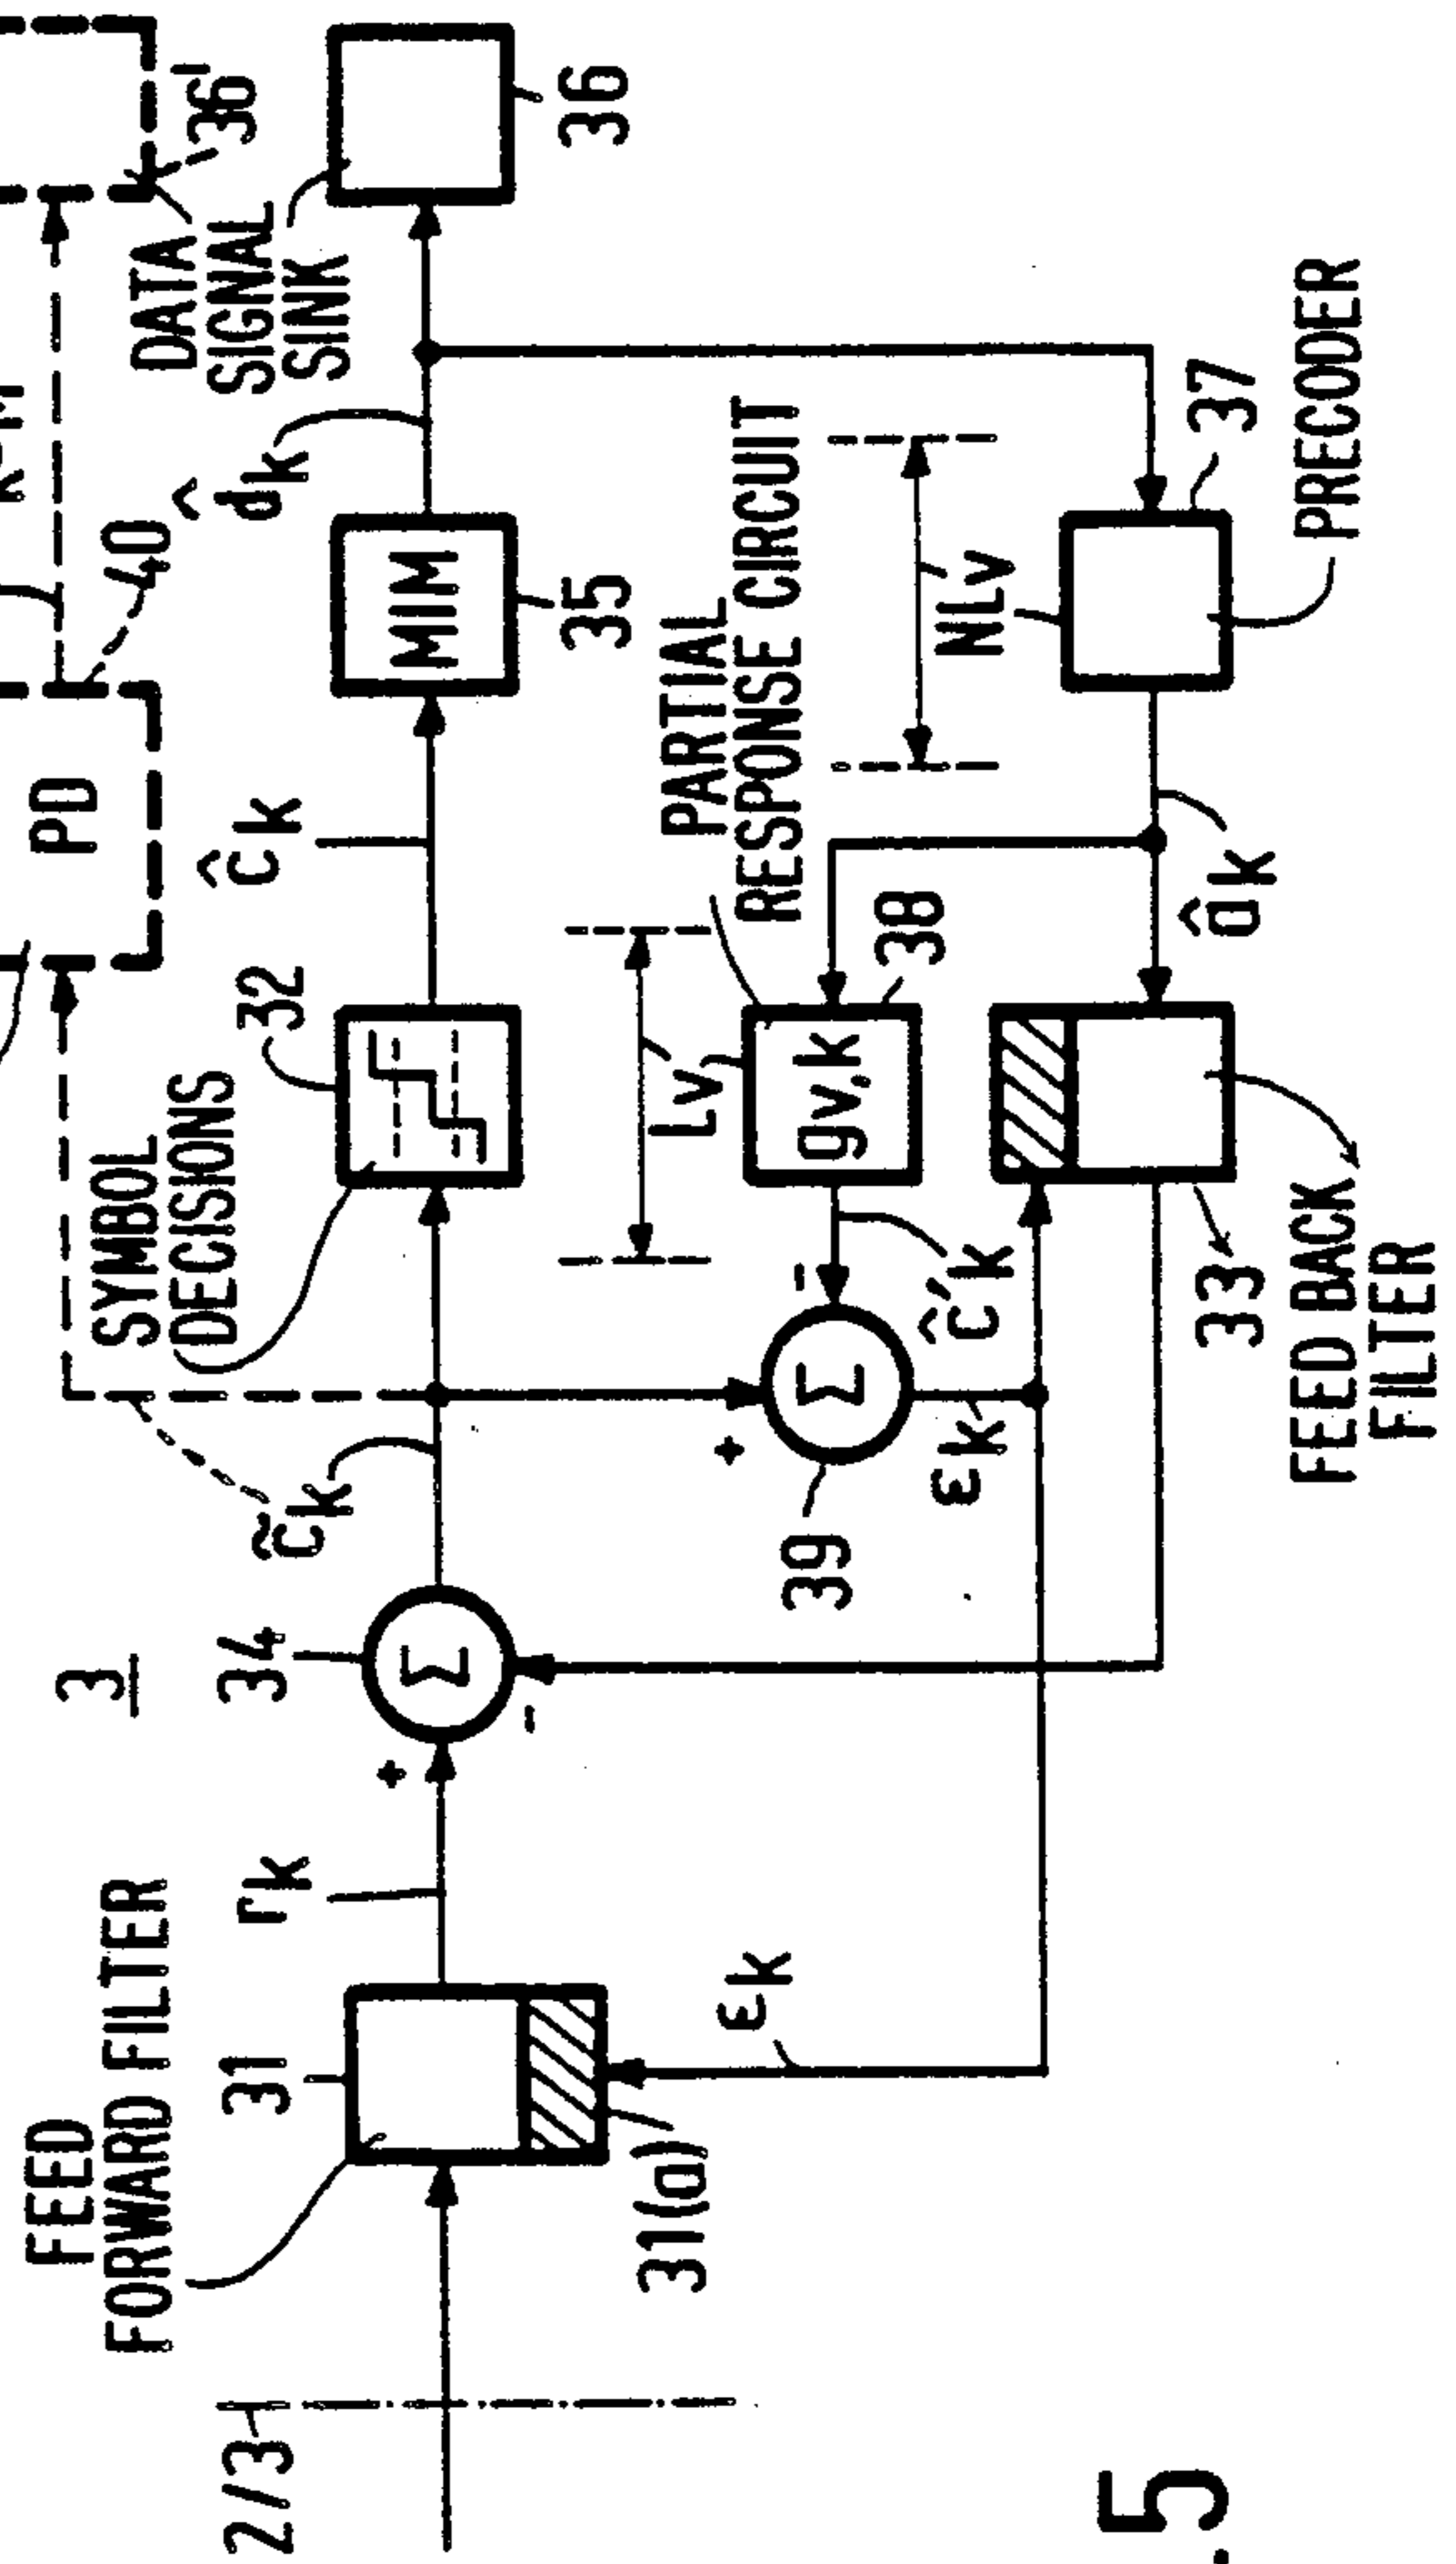 3
2//3
FEED
FORWARD FILTER
31
31(a)
rk
εk
34
+
-
Σ
c̃k
SYMBOL
DECISIONS
32
ĉk
PD
40
MIM
35
d̂k
DATA
SIGNAL
SINK
36'
36
39
+
-
Σ
εk
ĉ'k
Lv
gv,k
38
PARTIAL
RESPONSE CIRCUIT
NLv
37
PRECODER
âk
33
FEED BACK
FILTER
.5